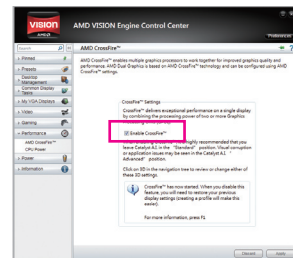 VISION
AMD
AMD VISION Engine Control Center
Preferences
Search
AMD CrossFire™
Pinned
Presets
Desktop
Management
Common Display
Tasks
My VGA Displays
Video
Gaming
Performance
AMD CrossFire™
CPU Power
Power
Information
AMD CrossFire™ enables multiple graphics processors to work together for improved graphics quality and
performance. AMD Dual Graphics is based on AMD CrossFire™ technology and can be configured using AMD
CrossFire™ settings.
CrossFire™ Settings
CrossFire™ delivers exceptional performance on a single display
by combining the processing power of two or more Graphics
Enable CrossFire™
highly recommended that you
leave Catalyst A.I. in the "Standard" position. Visual corruption
or application issues may be seen in the Catalyst A.I. "
Advanced" position.
Click on 3D in the navigation tree to review or change either of
these 3D settings.
CrossFire™ has now started. When you disable this
feature, you will need to restore your previous
display settings (creating a profile will make this
easier).
For more information, press F1
Discard
Apply